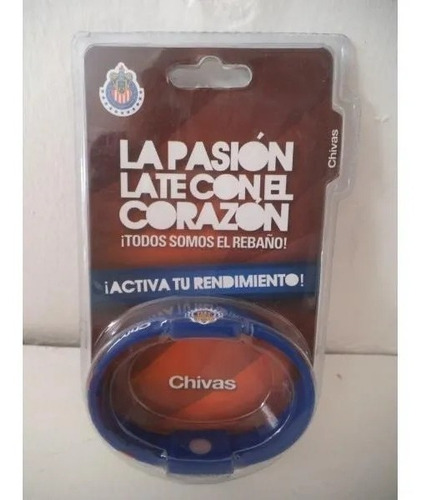 LA PASIÓN
LATE CON EL
CORAZÓN
¡TODOS SOMOS EL REBAÑO!
Chivas
¡ACTIVA TU RENDIMIENTO!
Chivas